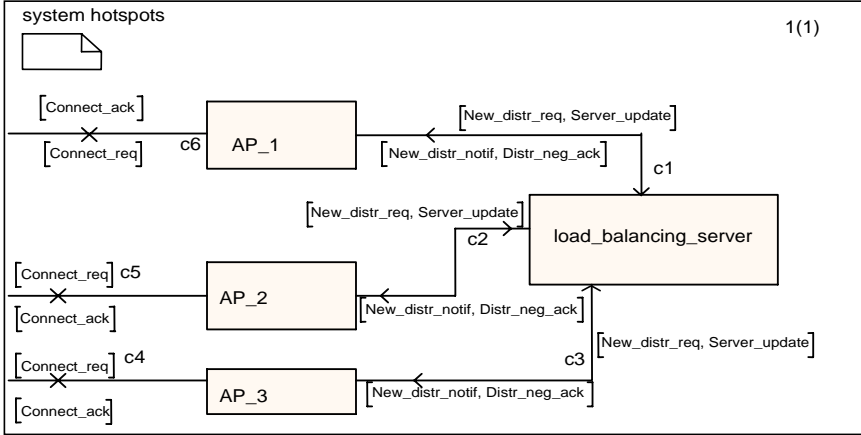 system hotspots
1(1)
[Connect_ack]
[New_distr_req, Server_update]
c6
AP_1
[Connect_req]
[New_distr_notif, Distr_neg_ack]
c1
[New_distr_req, Server_update]
c2
load_balancing_server
[Connect_req] c5
AP_2
[Connect_ack]
[New_distr_notif, Distr_neg_ack]
[New_distr_req, Server_update]
[Connect_req] c4
c3
AP_3
[New_distr_notif, Distr_neg_ack]
[Connect_ack]